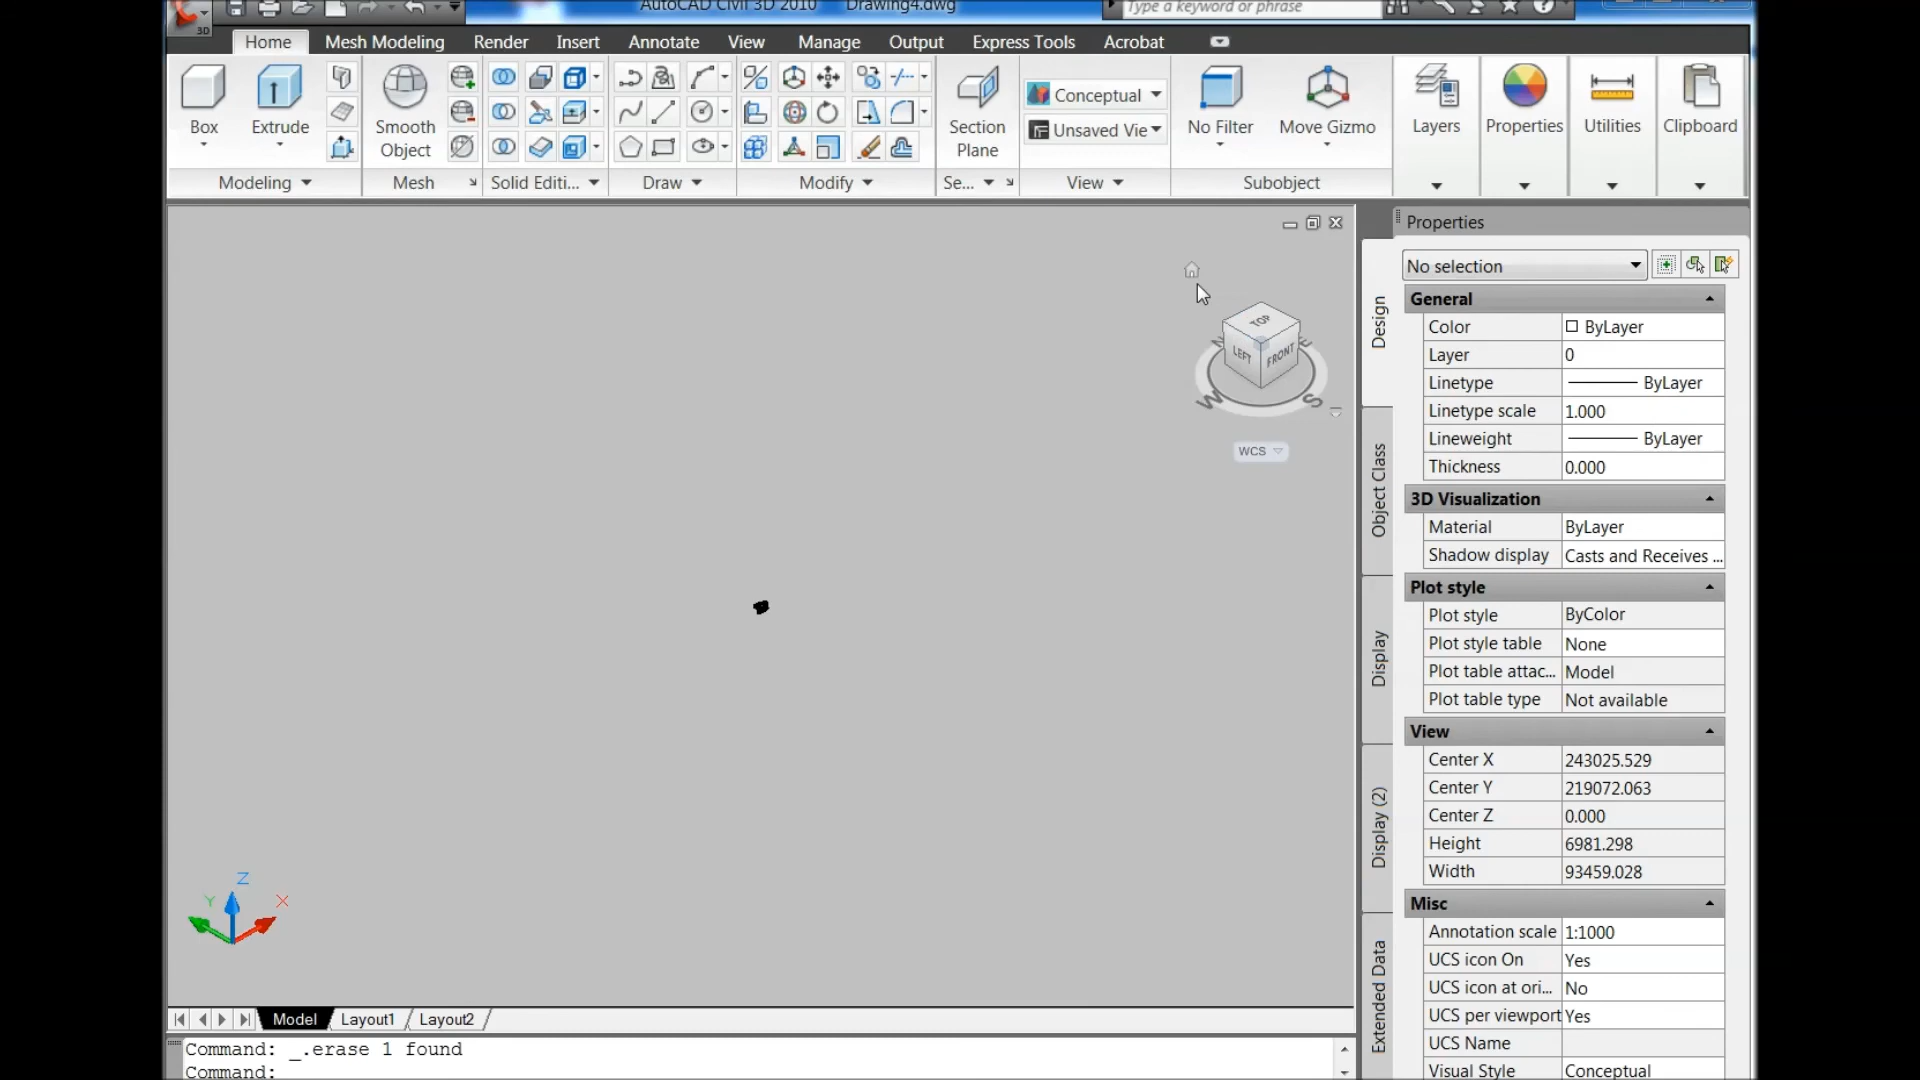 AutoCAD Civil 3D 2010 Drawing4.dwg
Type a keyword or phrase
3D
Home Mesh Modeling Render Insert Annotate View Manage Output Express Tools Acrobat
Box Extrude Smooth Object Section Plane Conceptual Unsaved Vie No Filter Move Gizmo Layers Properties Utilities Clipboard
Modeling Mesh Solid Editi... Draw Modify Se... View Subobject
TOP
LEFT FRONT
W S
WCS
Z
Y X
Properties
No selection
Design
Object Class
Display
Display (2)
Extended Data
General
Color ByLayer
Layer 0
Linetype ByLayer
Linetype scale 1.000
Lineweight ByLayer
Thickness 0.000
3D Visualization
Material ByLayer
Shadow display Casts and Receives ...
Plot style
Plot style ByColor
Plot style table None
Plot table attac... Model
Plot table type Not available
View
Center X 243025.529
Center Y 219072.063
Center Z 0.000
Height 6981.298
Width 93459.028
Misc
Annotation scale 1:1000
UCS icon On Yes
UCS icon at ori... No
UCS per viewport Yes
UCS Name
Visual Style Conceptual
Model Layout1 Layout2
Command: _.erase 1 found
Command: